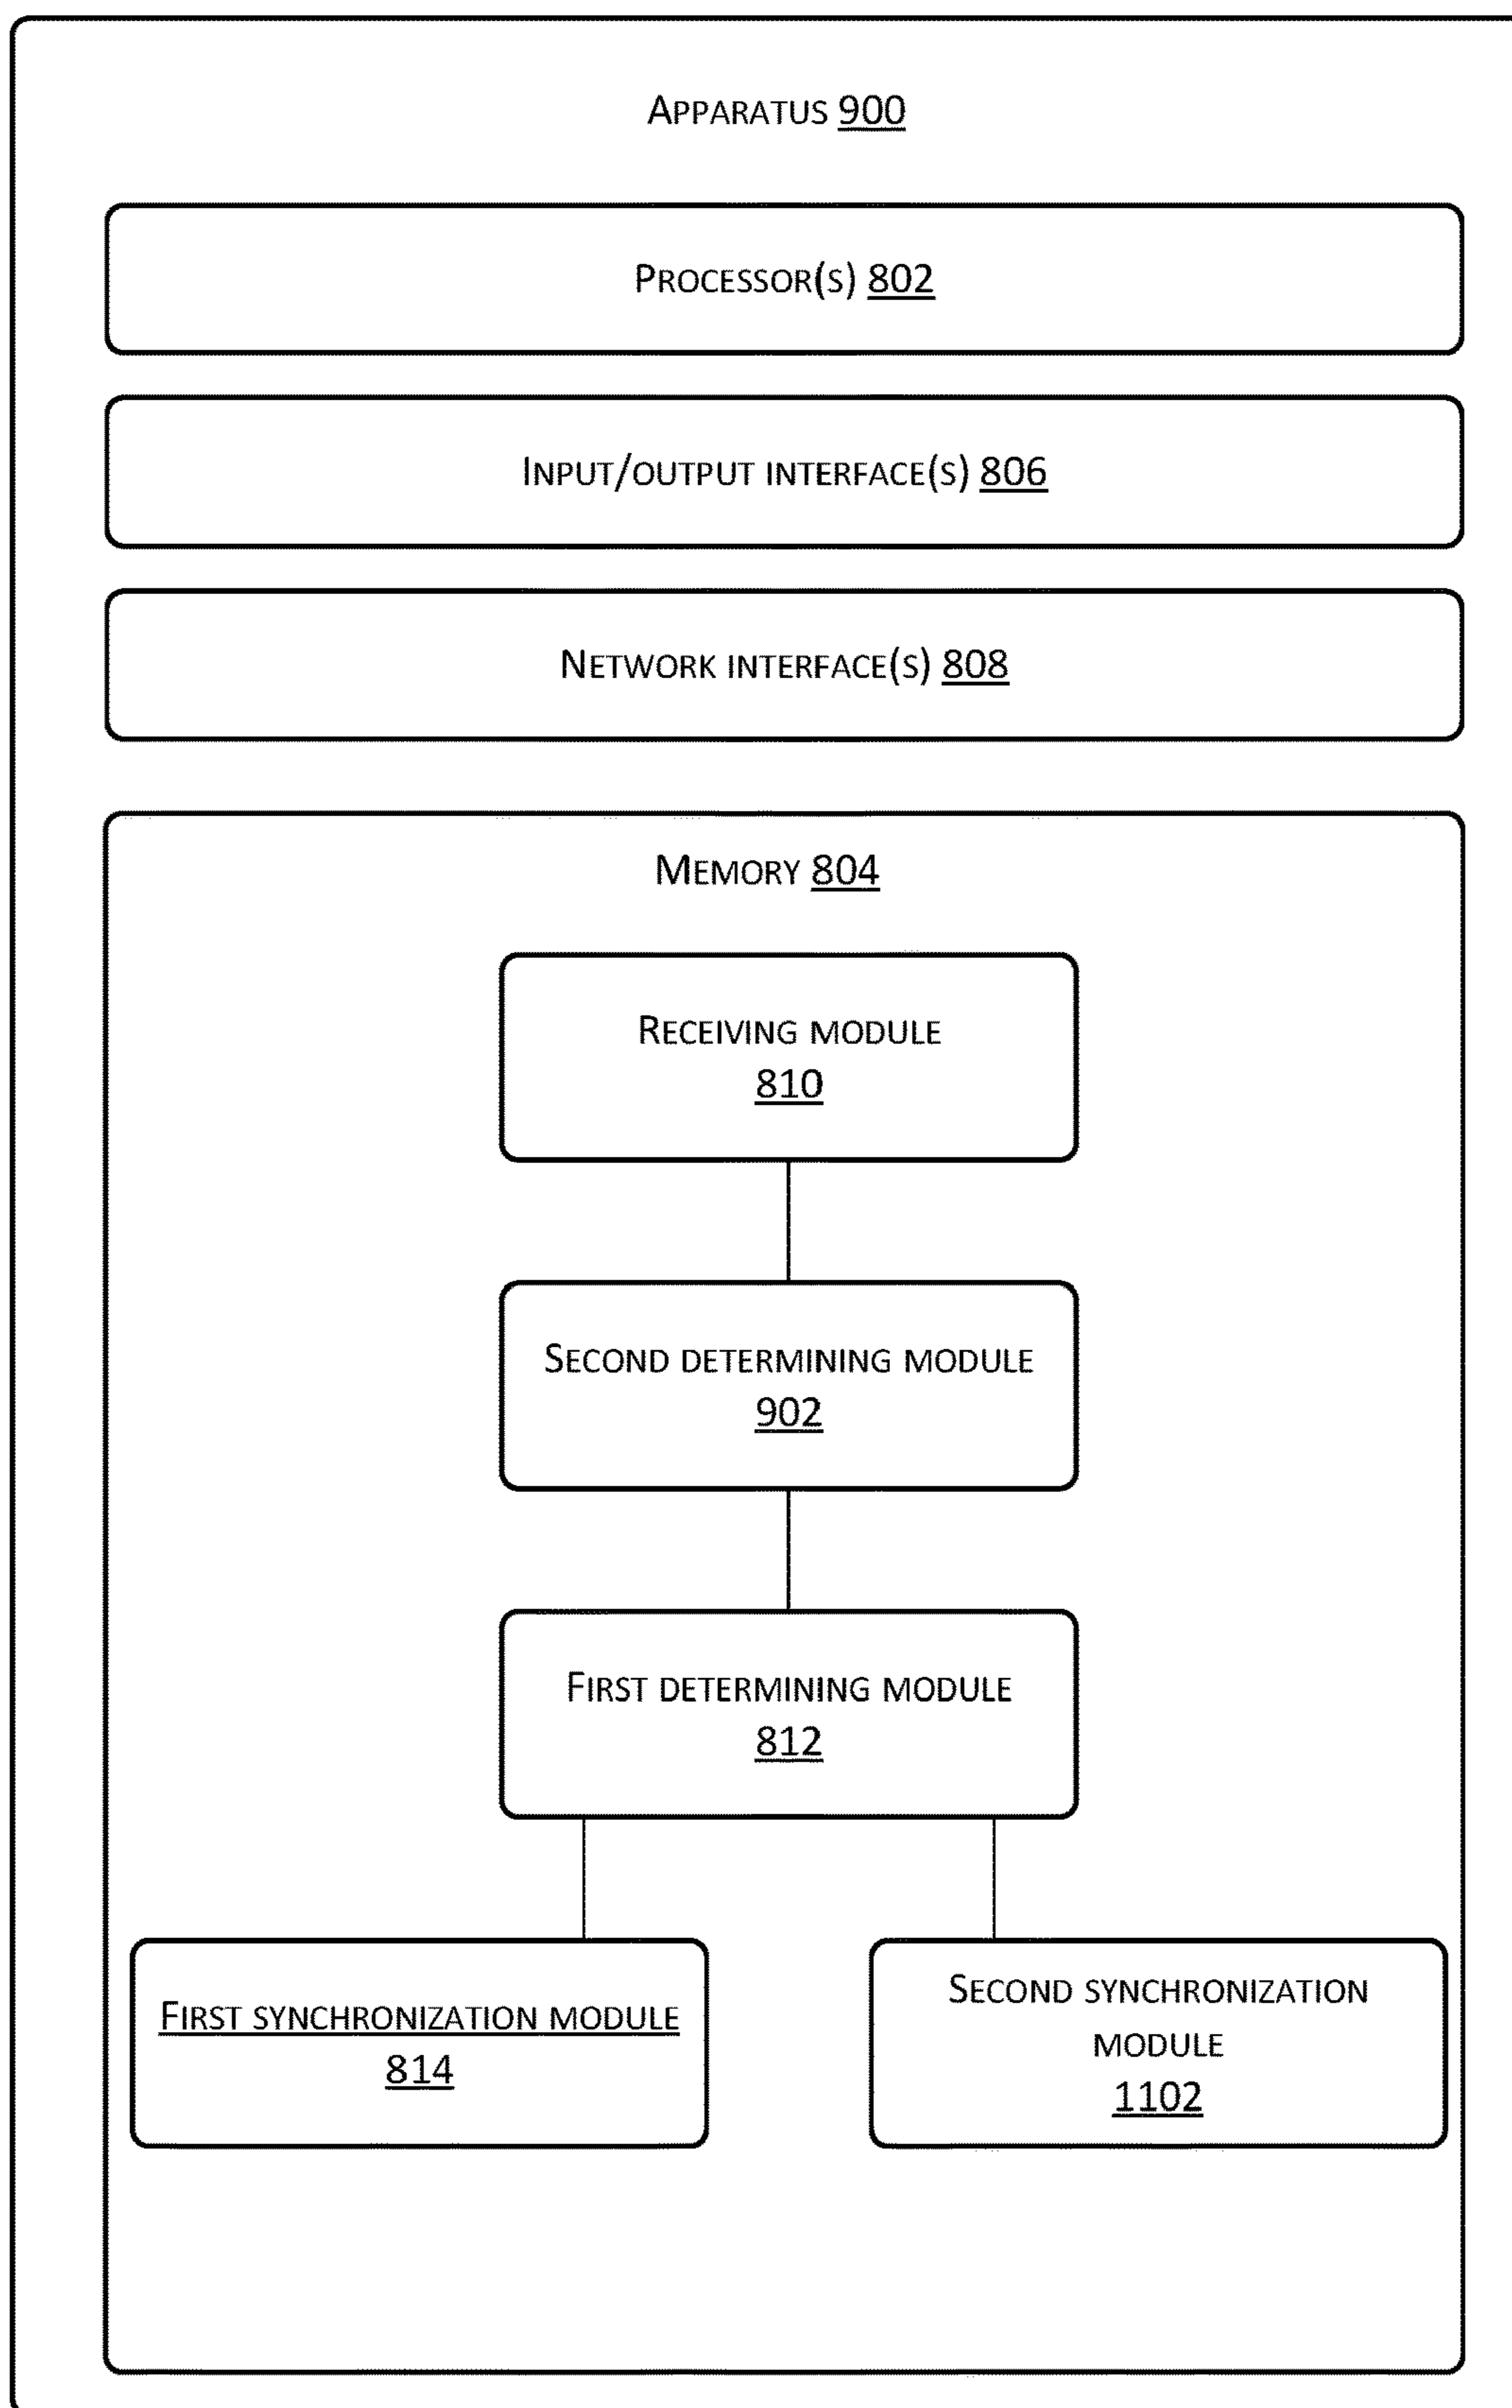 APPARATUS 900
PROCESSOR(S) 802
INPUT/OUTPUT INTERFACE(S) 806
NETWORK INTERFACE(S) 808
MEMORY 804
RECEIVING MODULE
810
SECOND DETERMINING MODULE
902
FIRST DETERMINING MODULE
812
FIRST SYNCHRONIZATION MODULE
814
SECOND SYNCHRONIZATION
MODULE
1102